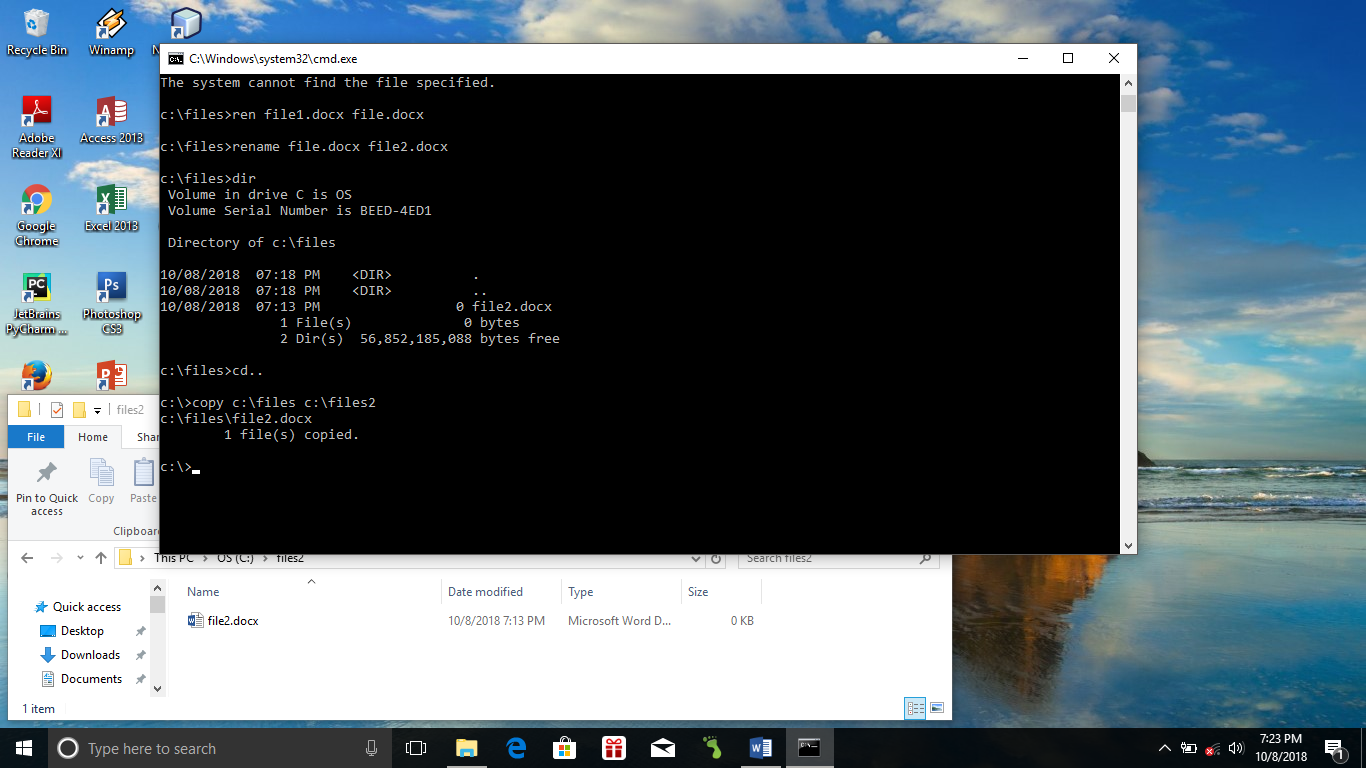 Recycle Bin
Winamp
N
Adobe
Reader XI
Access 2013
Google
Chrome
Excel 2013
JetBrains
PyCharm ...
Photoshop
CS3
C:\Windows\system32\cmd.exe
The system cannot find the file specified.
c:\files>ren file1.docx file.docx
c:\files>rename file.docx file2.docx
c:\files>dir
Volume in drive C is OS
Volume Serial Number is BEED-4ED1
Directory of c:\files
10/08/2018  07:18 PM    <DIR>          .
10/08/2018  07:18 PM    <DIR>          ..
10/08/2018  07:13 PM                 0 file2.docx
1 File(s)              0 bytes
2 Dir(s)  56,852,185,088 bytes free
c:\files>cd..
c:\>copy c:\files c:\files2
c:\files\file2.docx
1 file(s) copied.
c:\>
files2
File Home Shar
Pin to Quick
access
Copy
Paste
Clipboar
This PC > OS (C:) > files2
Search files2
Name Date modified Type Size
file2.docx 10/8/2018 7:13 PM Microsoft Word D... 0 KB
Quick access
Desktop
Downloads
Documents
1 item
Type here to search
7:23 PM
10/8/2018
1